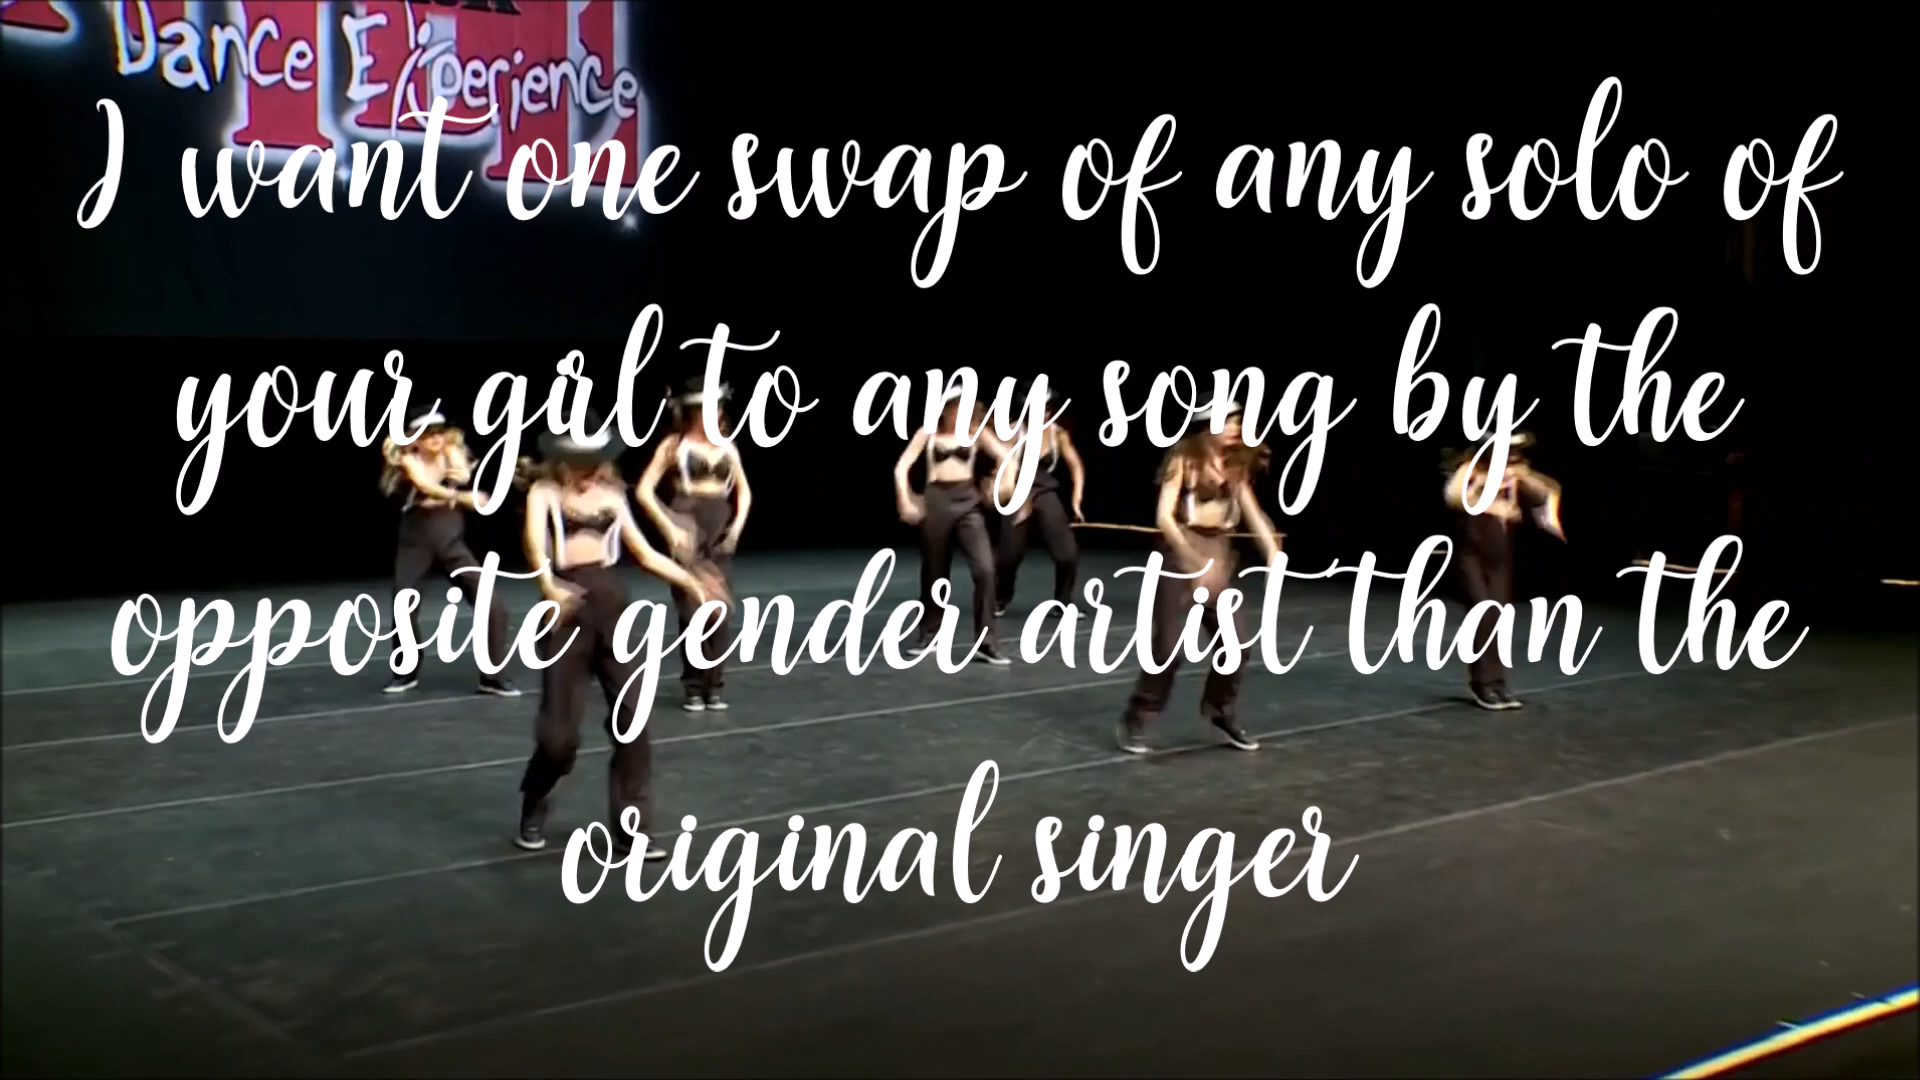 Dance Experience
I want one swap of any solo of
your girl to any song by the
opposite gender artist than the
original singer